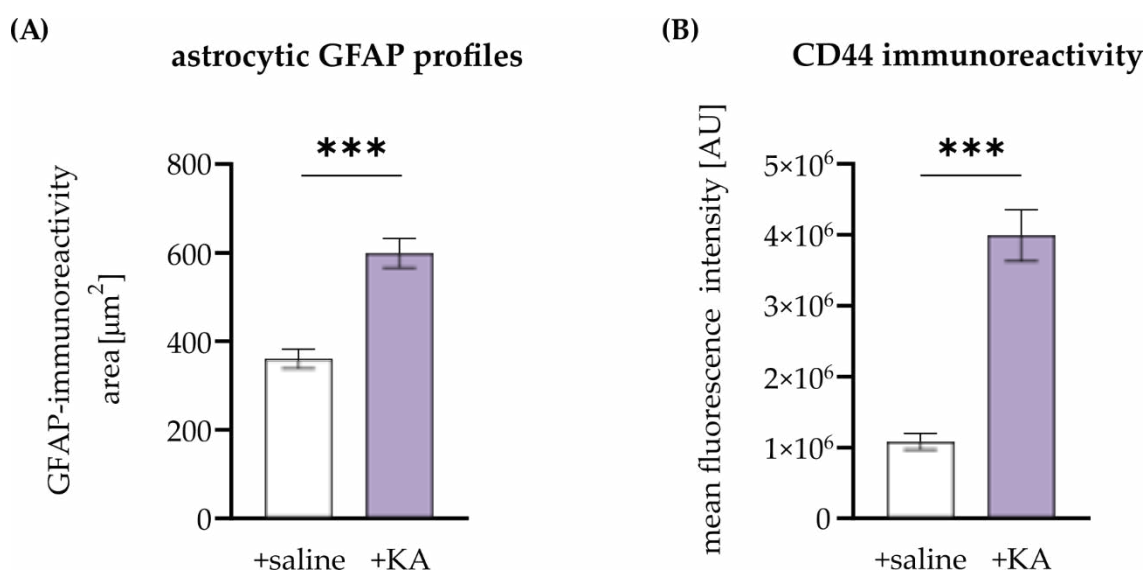 (A)
astrocytic GFAP profiles
GFAP-immunoreactivity
area [µm²]
***
800
600
400
200
0
+saline +KA
(B)
CD44 immunoreactivity
mean fluorescence intensity [AU]
***
5×10⁶
4×10⁶
3×10⁶
2×10⁶
1×10⁶
0
+saline +KA